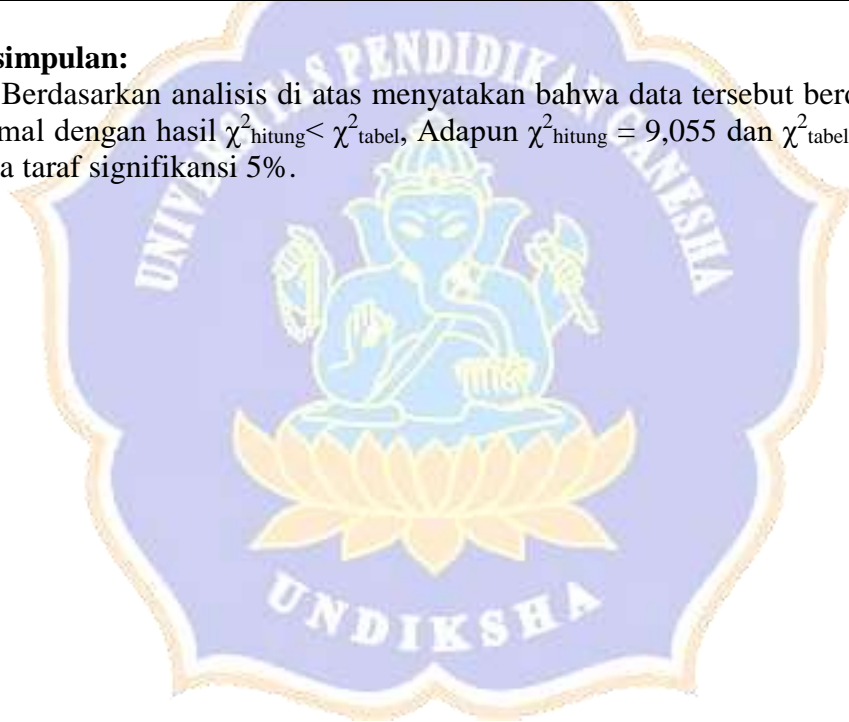 simpulan:
Berdasarkan analisis di atas menyatakan bahwa data tersebut berd
mal dengan hasil χ²hitung< χ²tabel, Adapun χ²hitung = 9,055 dan χ²tabel
a taraf signifikansi 5%.
UNIVERSITAS PENDIDIKAN GANESHA
UNDIKSHA